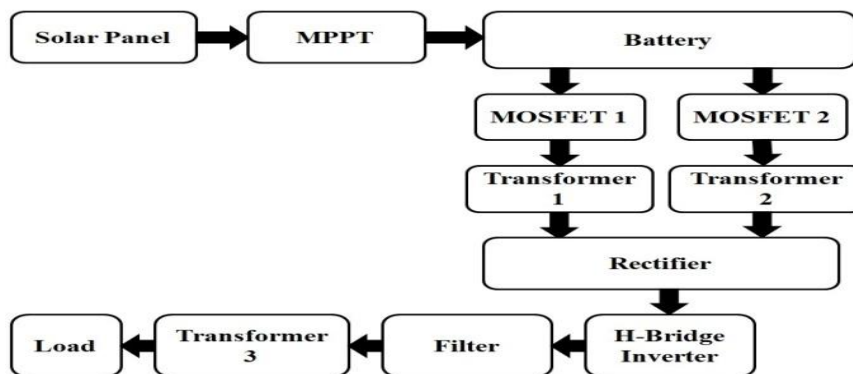 Solar Panel
MPPT
Battery
MOSFET 1
MOSFET 2
Transformer
1
Transformer
2
Rectifier
Load
Transformer
3
Filter
H-Bridge
Inverter